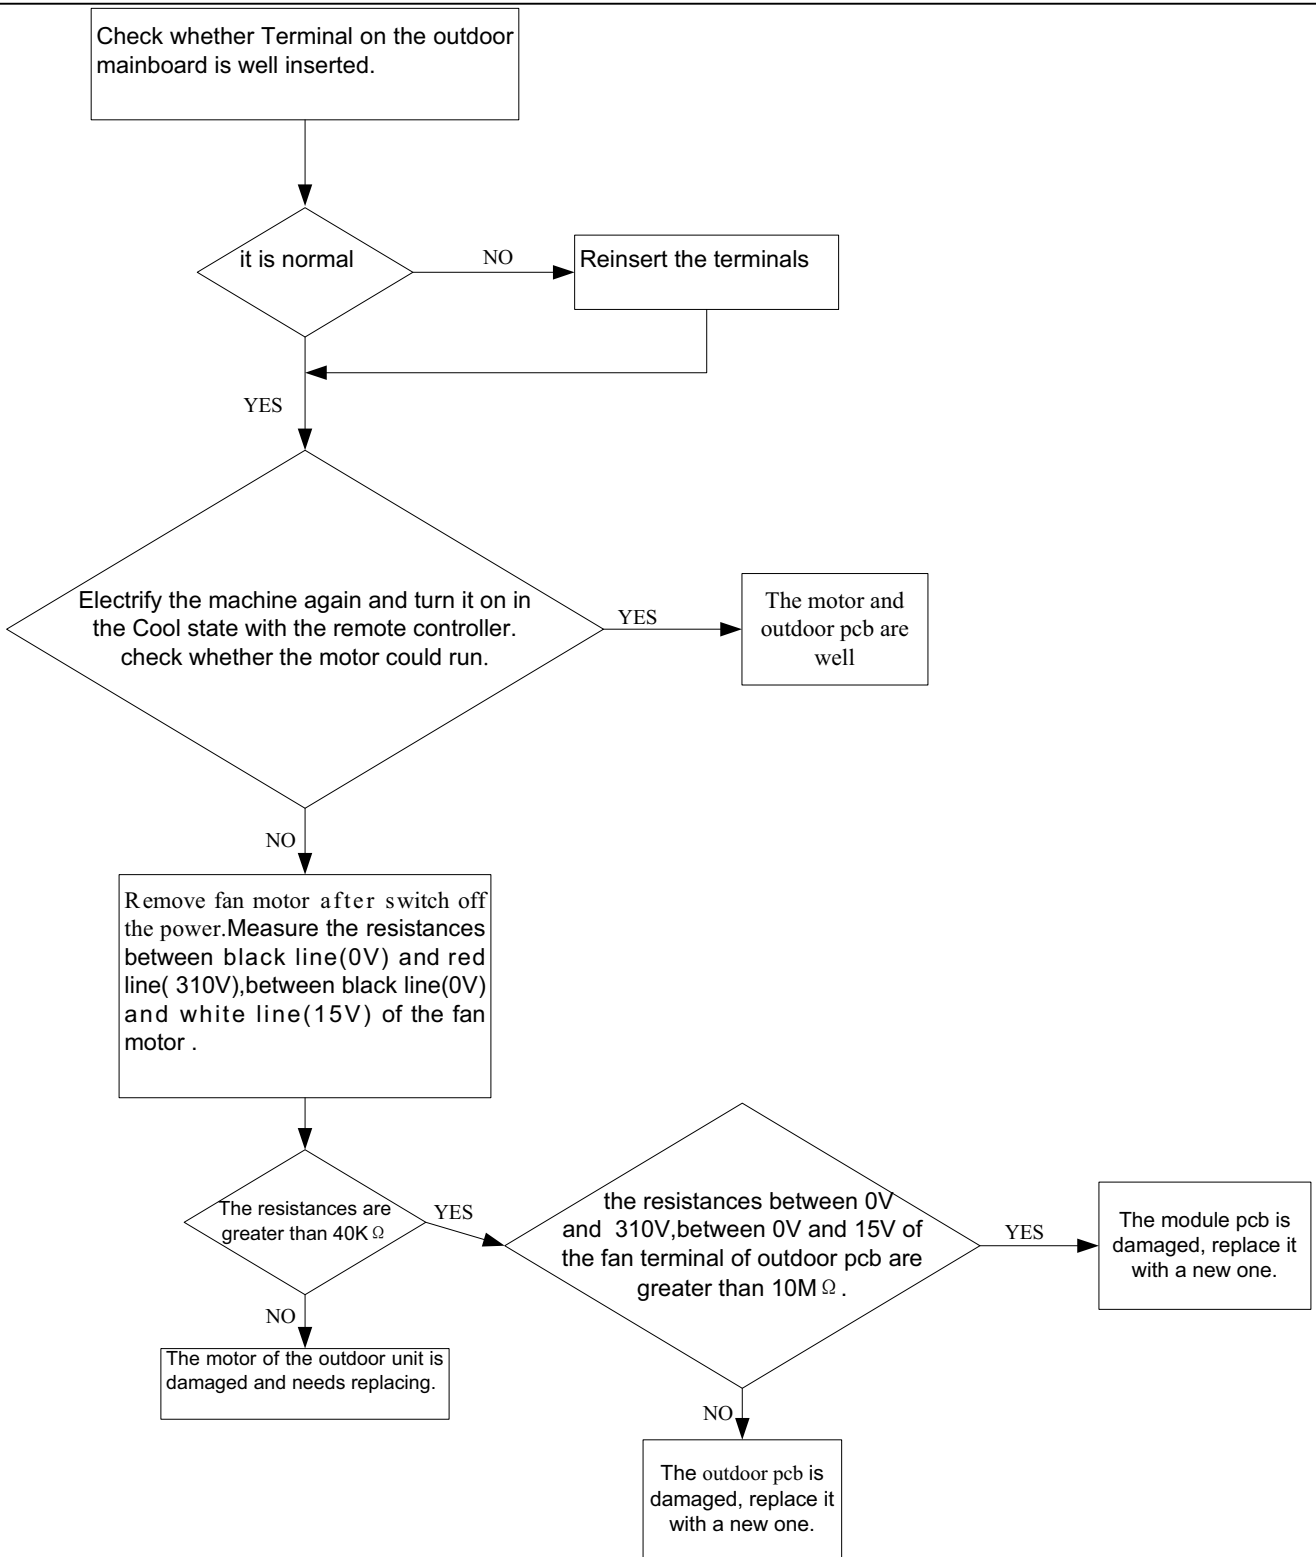 Check whether Terminal on the outdoor
mainboard is well inserted.
it is normal
NO
Reinsert the terminals
YES
Electrify the machine again and turn it on in
the Cool state with the remote controller.
check whether the motor could run.
YES
The motor and
outdoor pcb are
well
NO
Remove fan motor after switch off
the power.Measure the resistances
between black line(0V) and red
line( 310V),between black line(0V)
and white line(15V) of the fan
motor .
The resistances are
greater than 40K Ω
YES
the resistances between 0V
and 310V,between 0V and 15V of
the fan terminal of outdoor pcb are
greater than 10M Ω .
YES
The module pcb is
damaged, replace it
with a new one.
NO
The motor of the outdoor unit is
damaged and needs replacing.
NO
The outdoor pcb is
damaged, replace it
with a new one.